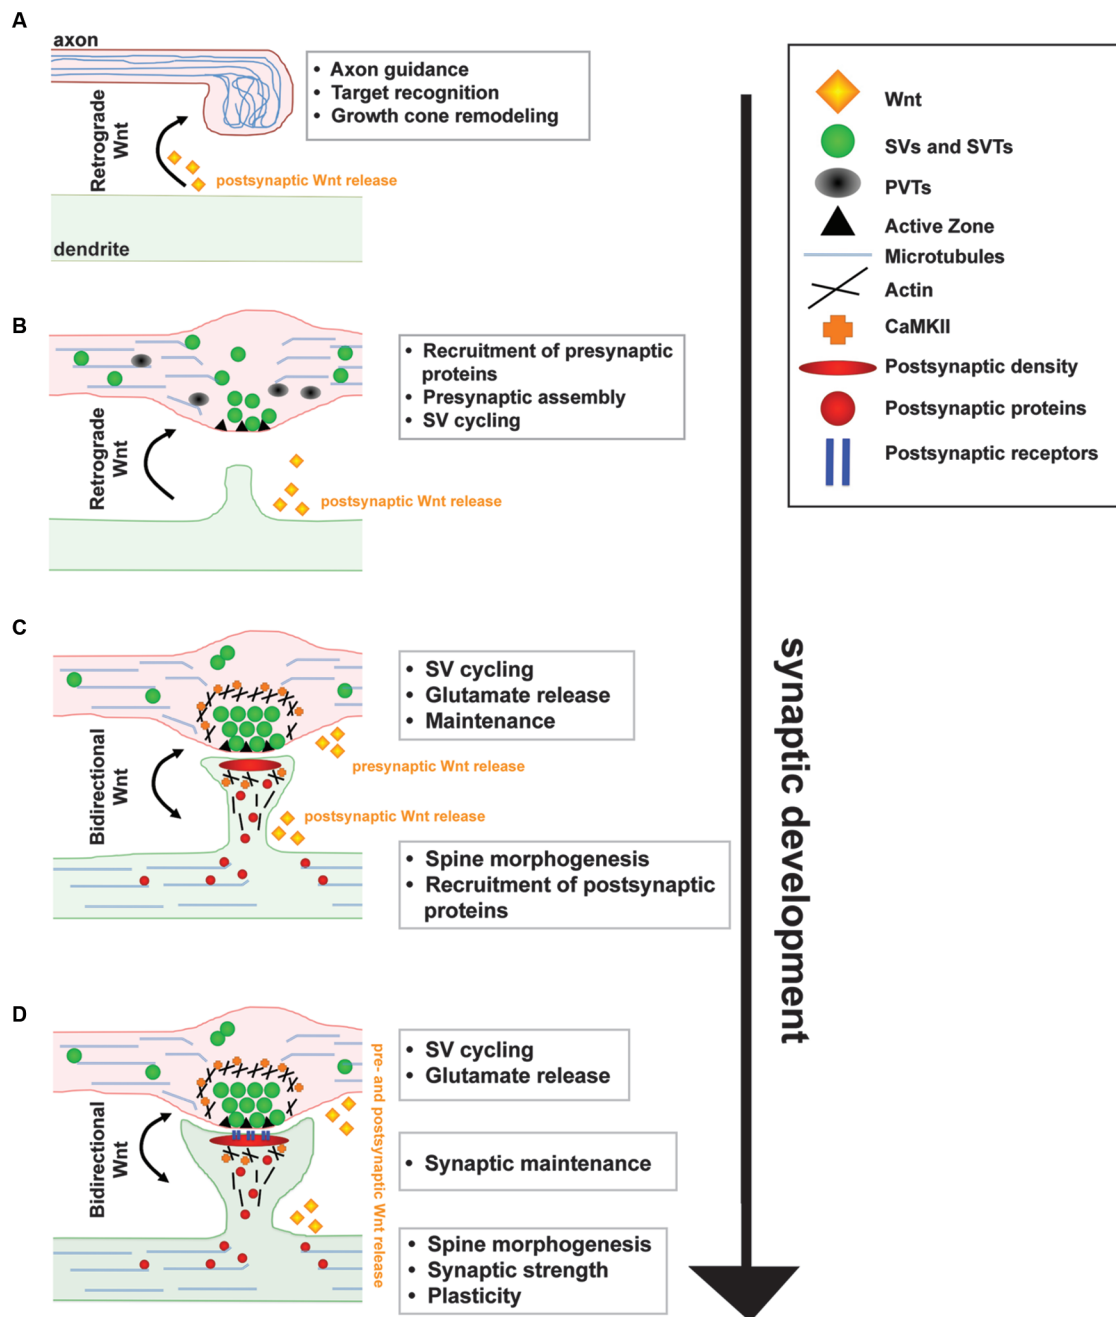 A
axon
Retrograde
Wnt
• Axon guidance
• Target recognition
• Growth cone remodeling
postsynaptic Wnt release
dendrite
Wnt
SVs and SVTs
PVTs
Active Zone
Microtubules
Actin
CaMKII
Postsynaptic density
Postsynaptic proteins
Postsynaptic receptors
B
Retrograde
Wnt
• Recruitment of presynaptic
proteins
• Presynaptic assembly
• SV cycling
postsynaptic Wnt release
synaptic development
C
Bidirectional
Wnt
• SV cycling
• Glutamate release
• Maintenance
presynaptic Wnt release
postsynaptic Wnt release
• Spine morphogenesis
• Recruitment of postsynaptic
proteins
D
Bidirectional
Wnt
pre- and postsynaptic Wnt release
• SV cycling
• Glutamate release
• Synaptic maintenance
• Spine morphogenesis
• Synaptic strength
• Plasticity